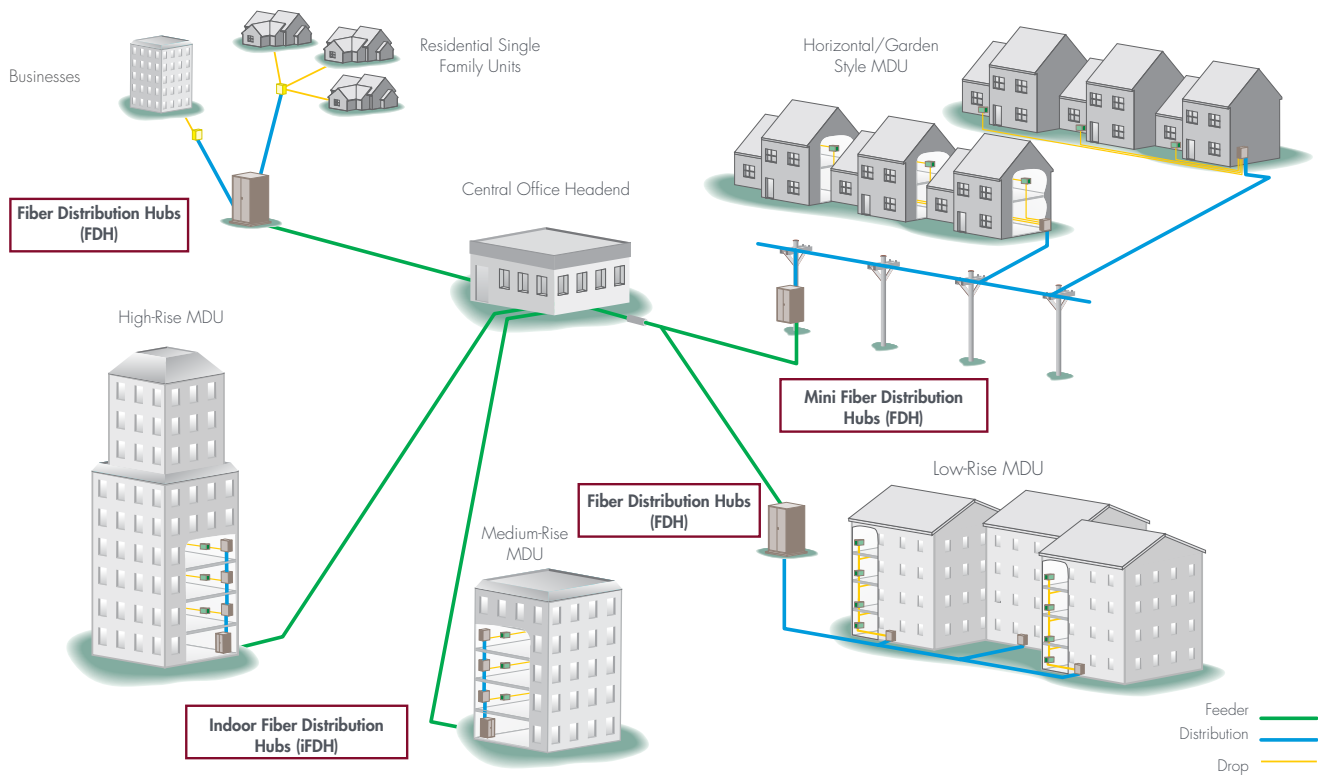 Businesses
Residential Single
Family Units
Horizontal/Garden
Style MDU
Fiber Distribution Hubs
(FDH)
Central Office Headend
High-Rise MDU
Mini Fiber Distribution
Hubs (FDH)
Low-Rise MDU
Fiber Distribution Hubs
(FDH)
Medium-Rise
MDU
Indoor Fiber Distribution
Hubs (iFDH)
Feeder
Distribution
Drop